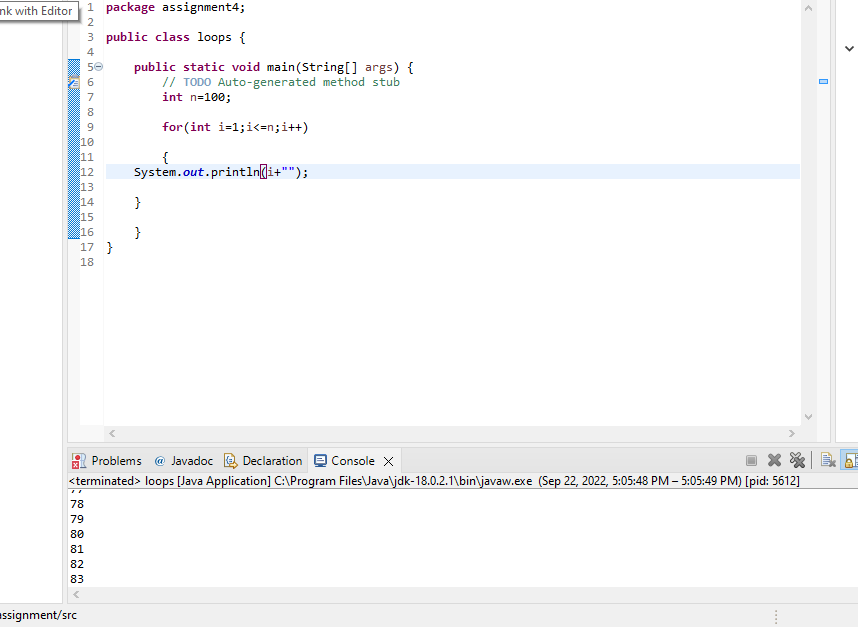 nk with Editor
1 package assignment4;
2
3 public class loops {
4
5 public static void main(String[] args) {
6 // TODO Auto-generated method stub
7 int n=100;
8
9 for(int i=1;i<=n;i++)
10
11 {
12 System.out.println(i+"");
13
14 }
15
16 }
17 }
18
Problems @ Javadoc Declaration Console
<terminated> loops [Java Application] C:\Program Files\Java\jdk-18.0.2.1\bin\javaw.exe (Sep 22, 2022, 5:05:48 PM – 5:05:49 PM) [pid: 5612]
77
78
79
80
81
82
83
assignment/src